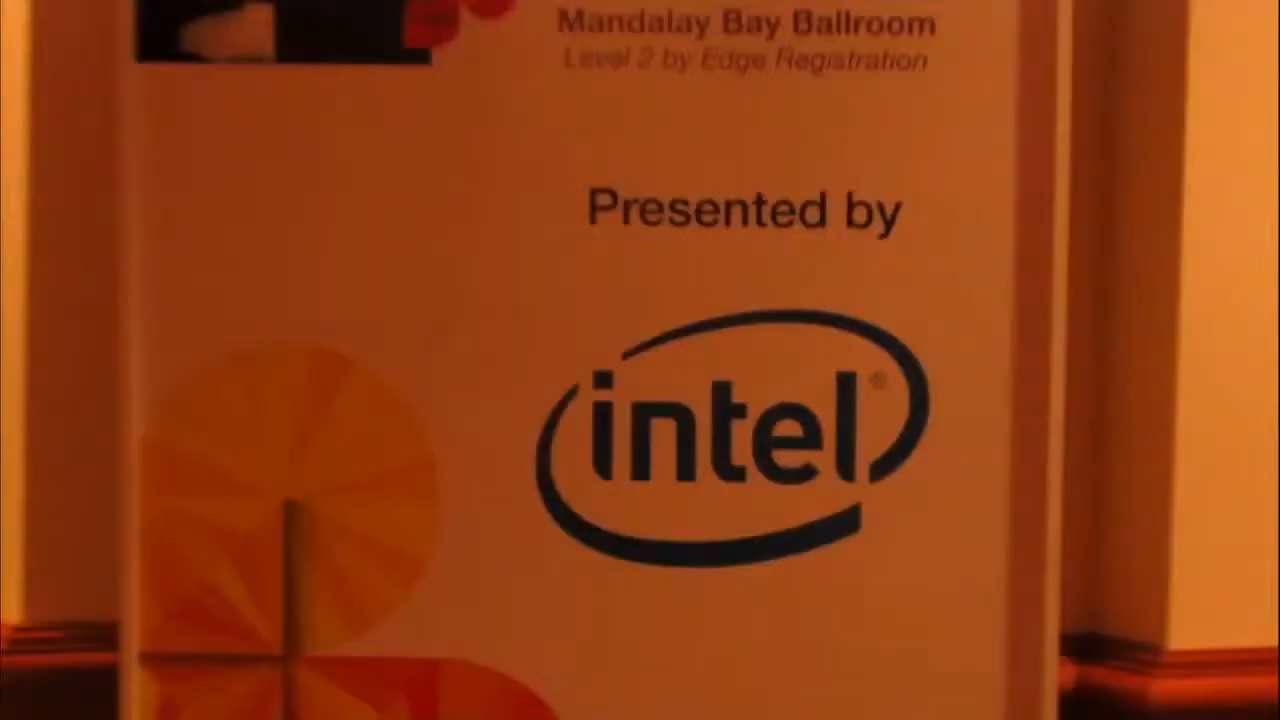 Mandalay Bay Ballroom
Level 2 by Edge Registration
Presented by
intel®